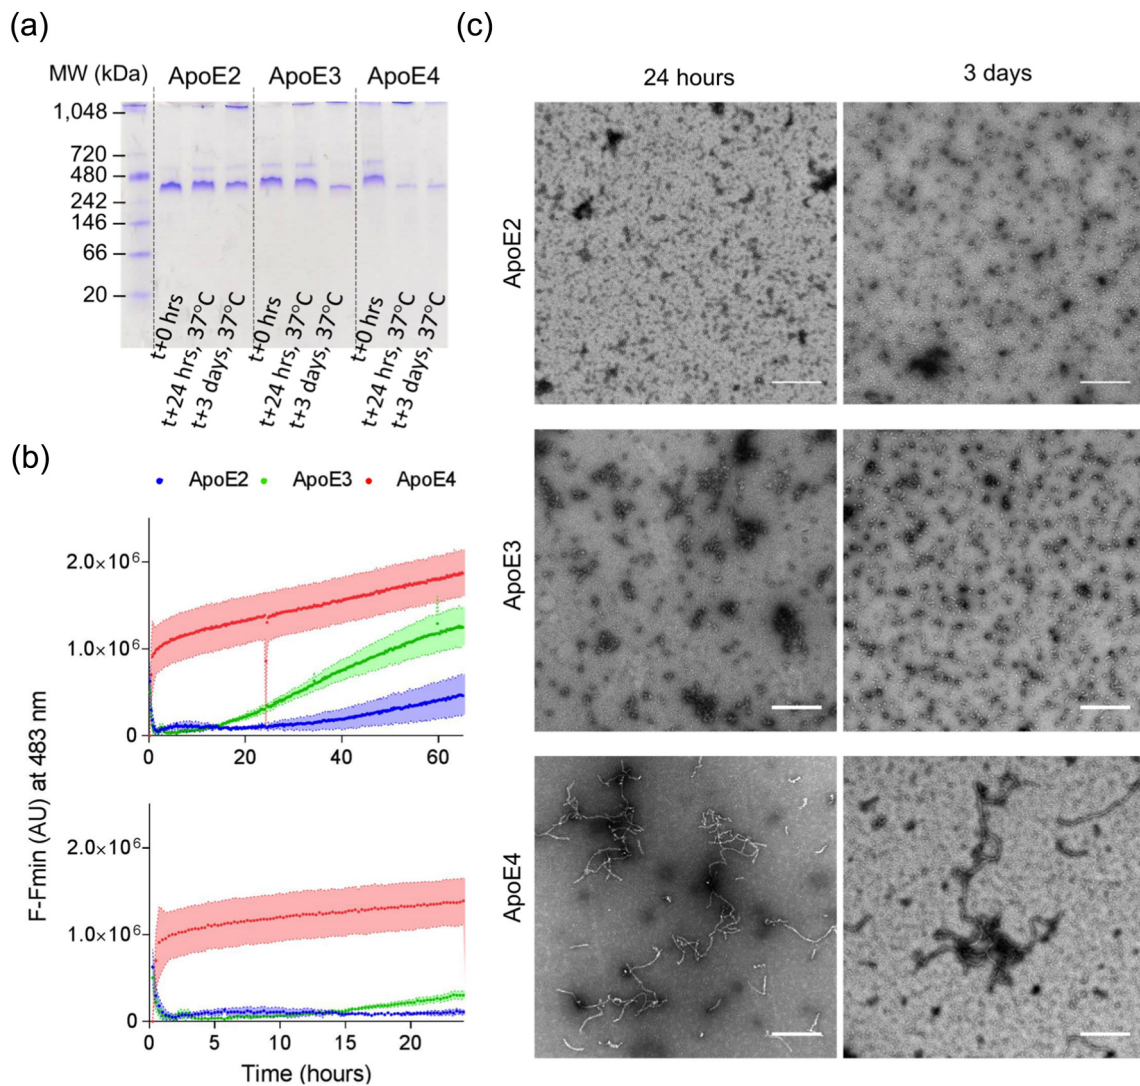 (a)
MW (kDa) ApoE2 ApoE3 ApoE4
1,048
720
480
242
146
66
20
t+0 hrs
t+24 hrs, 37°C
t+3 days, 37°C
t+0 hrs
t+24 hrs, 37°C
t+3 days, 37°C
t+0 hrs
t+24 hrs, 37°C
t+3 days, 37°C
(b)
ApoE2 ApoE3 ApoE4
F-Fmin (AU) at 483 nm
2.0×10⁶
1.0×10⁶
0
0 20 40 60
2.0×10⁶
1.0×10⁶
0
0 5 10 15 20
Time (hours)
(c)
24 hours 3 days
ApoE2
ApoE3
ApoE4